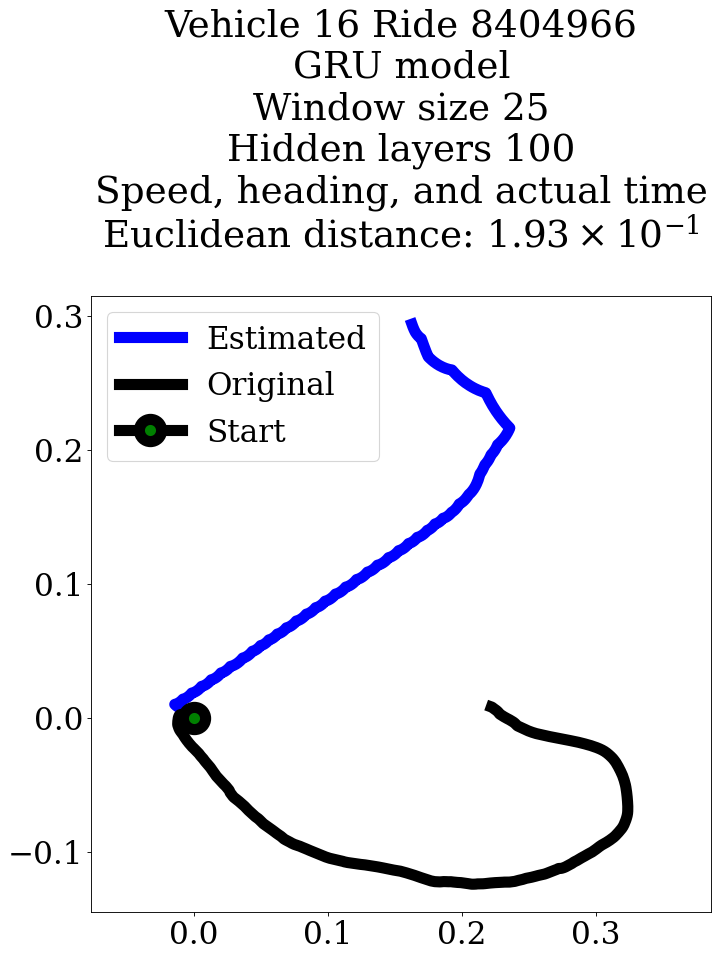 Vehicle 16 Ride 8404966
GRU model
Window size 25
Hidden layers 100
Speed, heading, and actual time
Euclidean distance: 1.93 × 10⁻¹
Estimated
Original
Start
0.3
0.2
0.1
0.0
−0.1
0.0 0.1 0.2 0.3